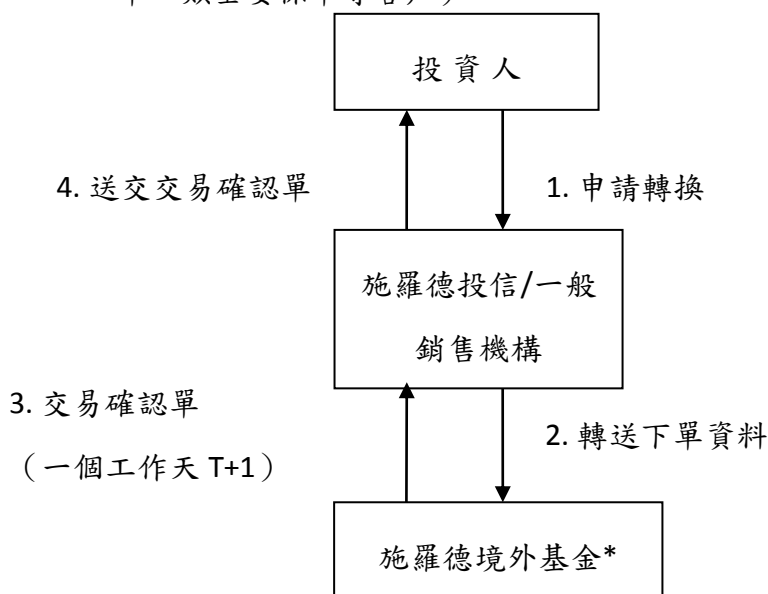 投 資 人
4. 送交交易確認單
1. 申請轉換
施羅德投信/一般
銷售機構
3. 交易確認單
（一個工作天 T+1）
2. 轉送下單資料
施羅德境外基金*